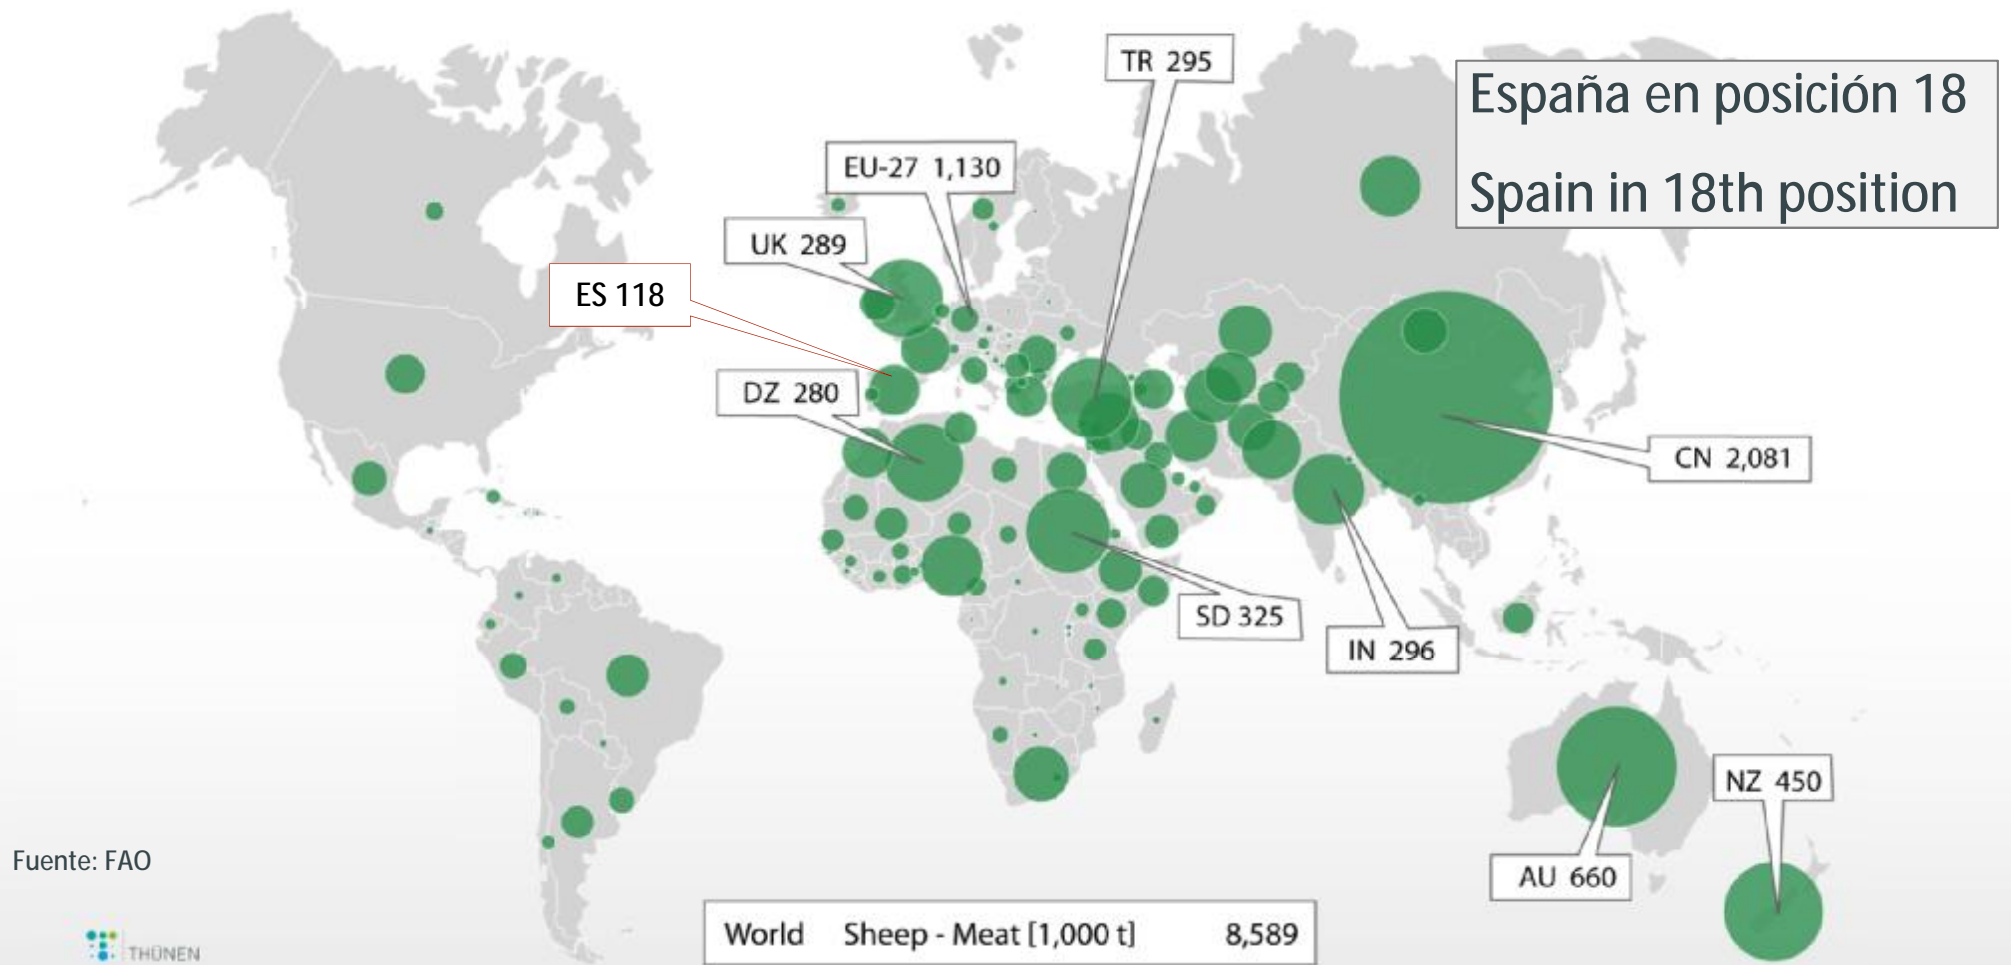 TR 295
España en posición 18
Spain in 18th position
EU-27 1,130
UK 289
ES 118
DZ 280
CN 2,081
SD 325
IN 296
NZ 450
AU 660
Fuente: FAO
World Sheep - Meat [1,000 t] 8,589
THÜNEN